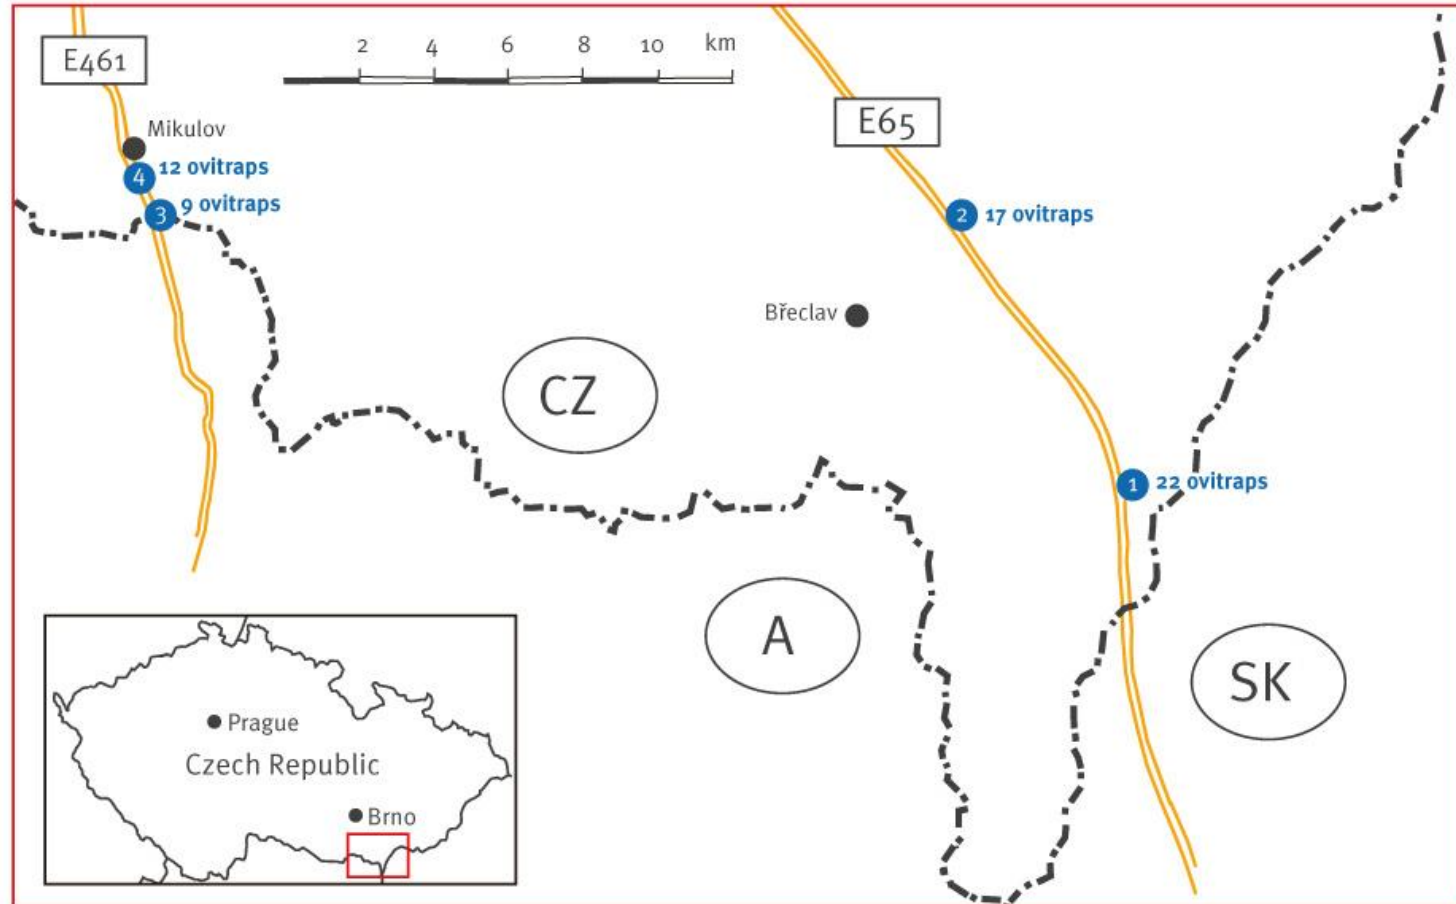 E461
2 4 6 8 10 km
Mikulov
4 12 ovitraps
3 9 ovitraps
E65
2 17 ovitraps
Břeclav
CZ
1 22 ovitraps
A
SK
Prague
Czech Republic
Brno